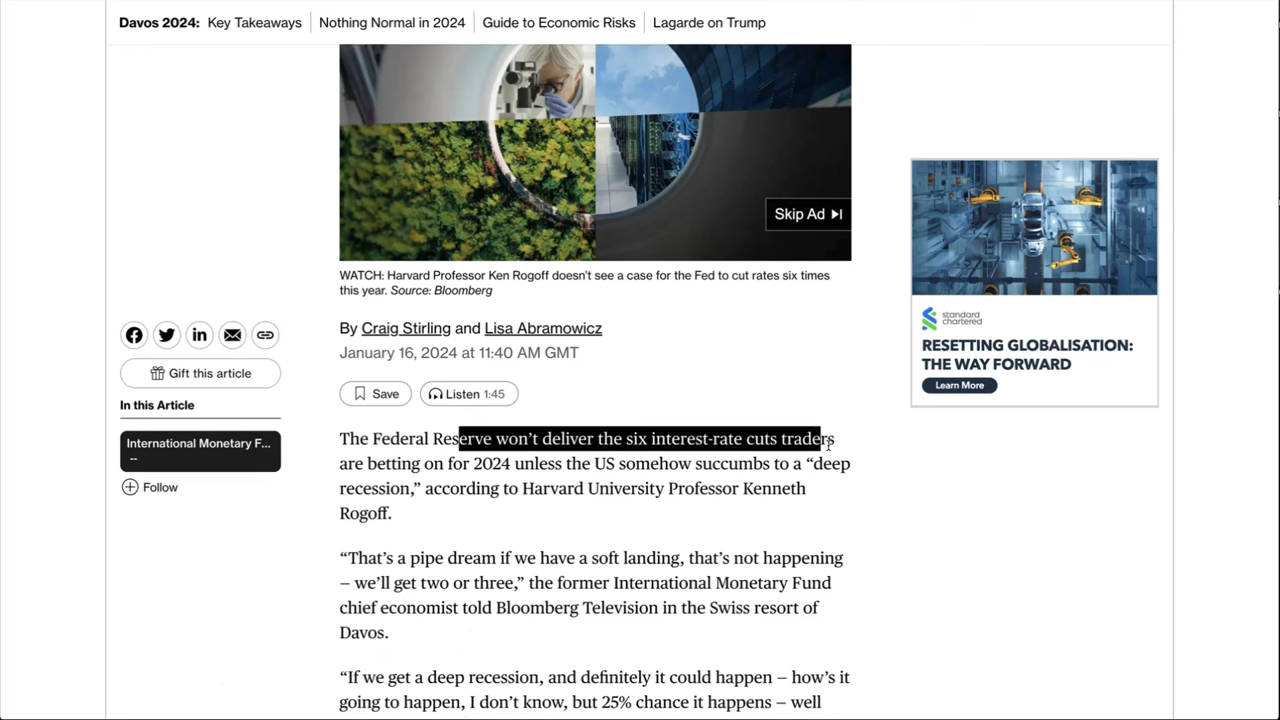 Davos 2024: Key Takeaways Nothing Normal in 2024 Guide to Economic Risks Lagarde on Trump
Skip Ad
WATCH: Harvard Professor Ken Rogoff doesn't see a case for the Fed to cut rates six times
this year. Source: Bloomberg
By Craig Stirling and Lisa Abramowicz
January 16, 2024 at 11:40 AM GMT
Save
Listen 1:45
Gift this article
In this Article
International Monetary F...
--
Follow
The Federal Reserve won't deliver the six interest-rate cuts traders
are betting on for 2024 unless the US somehow succumbs to a “deep
recession,” according to Harvard University Professor Kenneth
Rogoff.
“That's a pipe dream if we have a soft landing, that's not happening
– we'll get two or three,” the former International Monetary Fund
chief economist told Bloomberg Television in the Swiss resort of
Davos.
“If we get a deep recession, and definitely it could happen – how's it
going to happen, I don't know, but 25% chance it happens – well
standard
chartered
RESETTING GLOBALISATION:
THE WAY FORWARD
Learn More